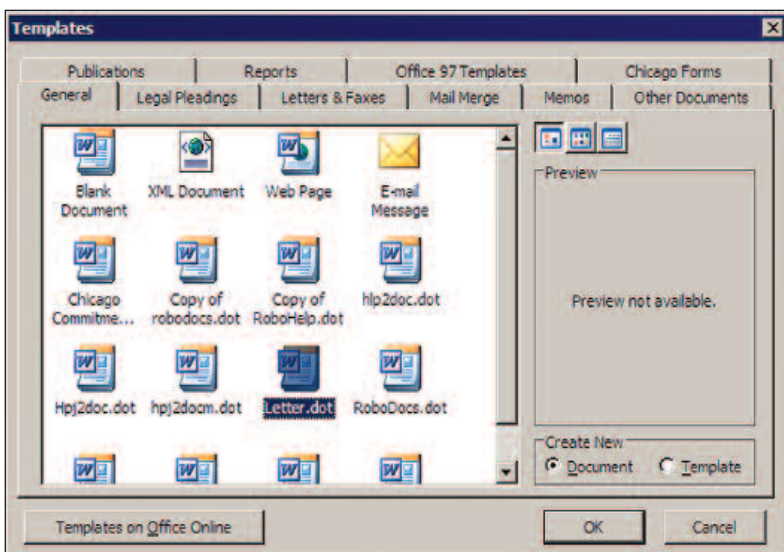 Templates
Publications Reports Office 97 Templates Chicago Forms
General Legal Pleadings Letters & Faxes Mail Merge Memos Other Documents
Blank Document
XML Document
Web Page
E-mail Message
Preview
Chicago Commitme...
Copy of robodocs.dot
Copy of RoboHelp.dot
hlp2doc.dot
Preview not available.
Hpj2doc.dot
hpj2docm.dot
Letter.dot
RoboDocs.dot
Create New
Document Template
Templates on Office Online
OK
Cancel